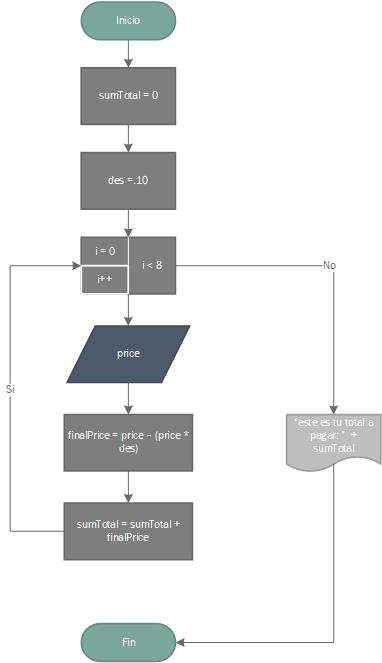 Inicio
sumTotal = 0
des =.10
i = 0
i++
i < 8
No
price
Si
finalPrice = price – (price *
des)
"este es tu total a
pagar: " +
sumTotal
sumTotal = sumTotal +
finalPrice
Fin